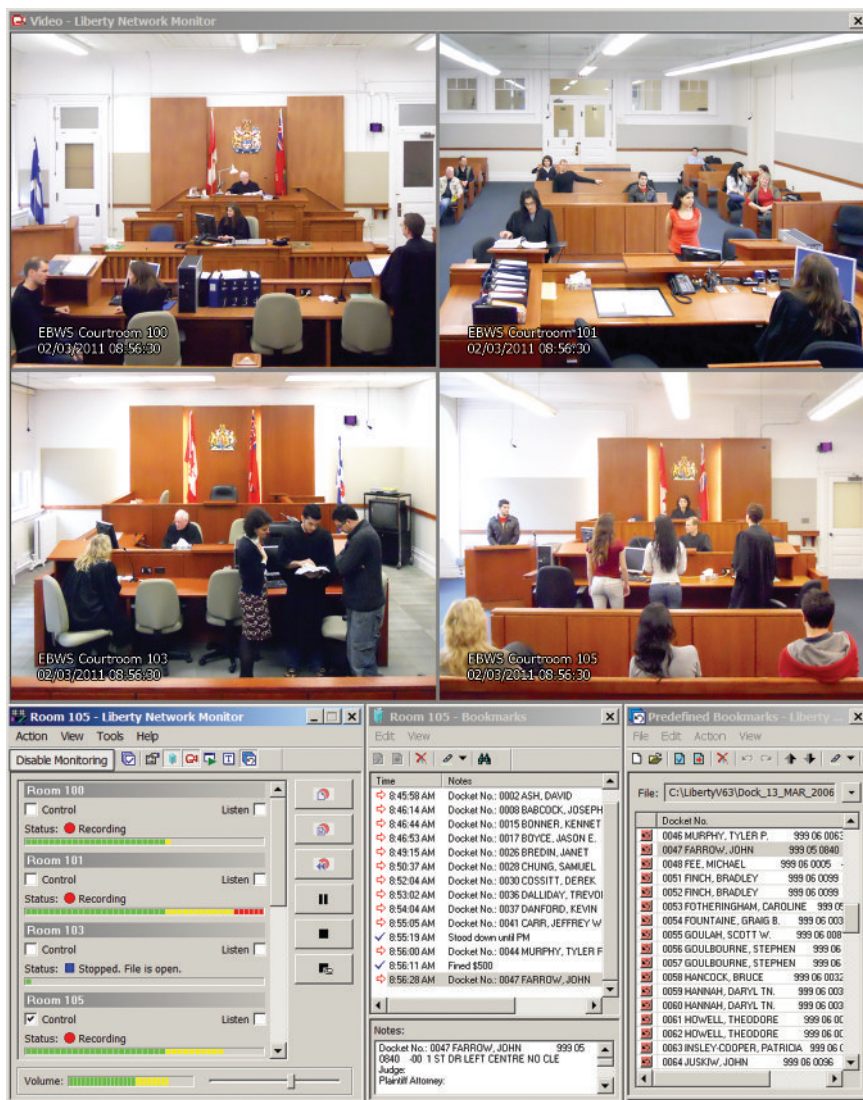 Video - Liberty Network Monitor
EBWS Courtroom 100
02/03/2011 08:56:30
EBWS Courtroom 101
02/03/2011 08:56:30
EBWS Courtroom 103
02/03/2011 08:56:30
EBWS Courtroom 105
02/03/2011 08:56:30
Room 105 - Liberty Network Monitor
Action View Tools Help
Disable Monitoring
Room 100
Control Listen
Status: Recording
Room 101
Control Listen
Status: Recording
Room 103
Control Listen
Status: Stopped. File is open.
Room 105
Control Listen
Status: Recording
Volume:
Room 105 - Bookmarks
Edit View
Time Notes
8:45:58 AM Docket No.: 0002 ASH, DAVID
8:46:14 AM Docket No.: 0008 BABCOCK, JOSEPH
8:46:44 AM Docket No.: 0015 BONNER, KENNET
8:46:53 AM Docket No.: 0017 BOYCE, JASON E.
8:49:15 AM Docket No.: 0026 BREDIN, JANET
8:50:37 AM Docket No.: 0028 CHUNG, SAMUEL
8:52:04 AM Docket No.: 0030 COSSITT, DEREK
8:53:04 AM Docket No.: 0036 DALLIDAY, TREVOI
8:54:04 AM Docket No.: 0037 DANFORD, KEVIN
8:55:05 AM Docket No.: 0041 CARR, JEFFREY W
8:55:19 AM Stood down until PM
8:56:00 AM Docket No.: 0044 MURPHY, TYLER F
8:56:11 AM Fined $500
8:56:28 AM Docket No.: 0047 FARROW, JOHN
Notes:
Docket No.: 0047 FARROW, JOHN 999 05
0840 -00 1 ST DR LEFT CENTRE NO CLE
Judge:
Plaintiff Attorney:
Predefined Bookmarks - Liberty ...
File Edit Action View
File: C:\LibertyV63\Dock_13_MAR_2006
Docket No.
0046 MURPHY, TYLER P. 999 06 0063
0047 FARROW, JOHN 999 05 0840
0048 FEE, MICHAEL 999 06 0005 -
0051 FINCH, BRADLEY 999 06 0099
0052 FINCH, BRADLEY 999 06 0099
0053 FOTHERINGHAM, CAROLINE 999 05
0054 FOUNTAINE, GRAIG B. 999 06 003
0055 GOULAH, SCOTT W. 999 06 008
0056 GOULBOURNE, STEPHEN 999 06
0057 GOULBOURNE, STEPHEN 999 06
0058 HANCOCK, BRUCE 999 06 0032
0059 HANNAH, DARYL TN. 999 06 003
0060 HANNAH, DARYL TN. 999 06 003
0061 HOWELL, THEODORE 999 06 00
0062 HOWELL, THEODORE 999 06 00
0063 INSLEY-COOPER, PATRICIA 999 06 0
0064 JUSKIW, JOHN 999 06 0096